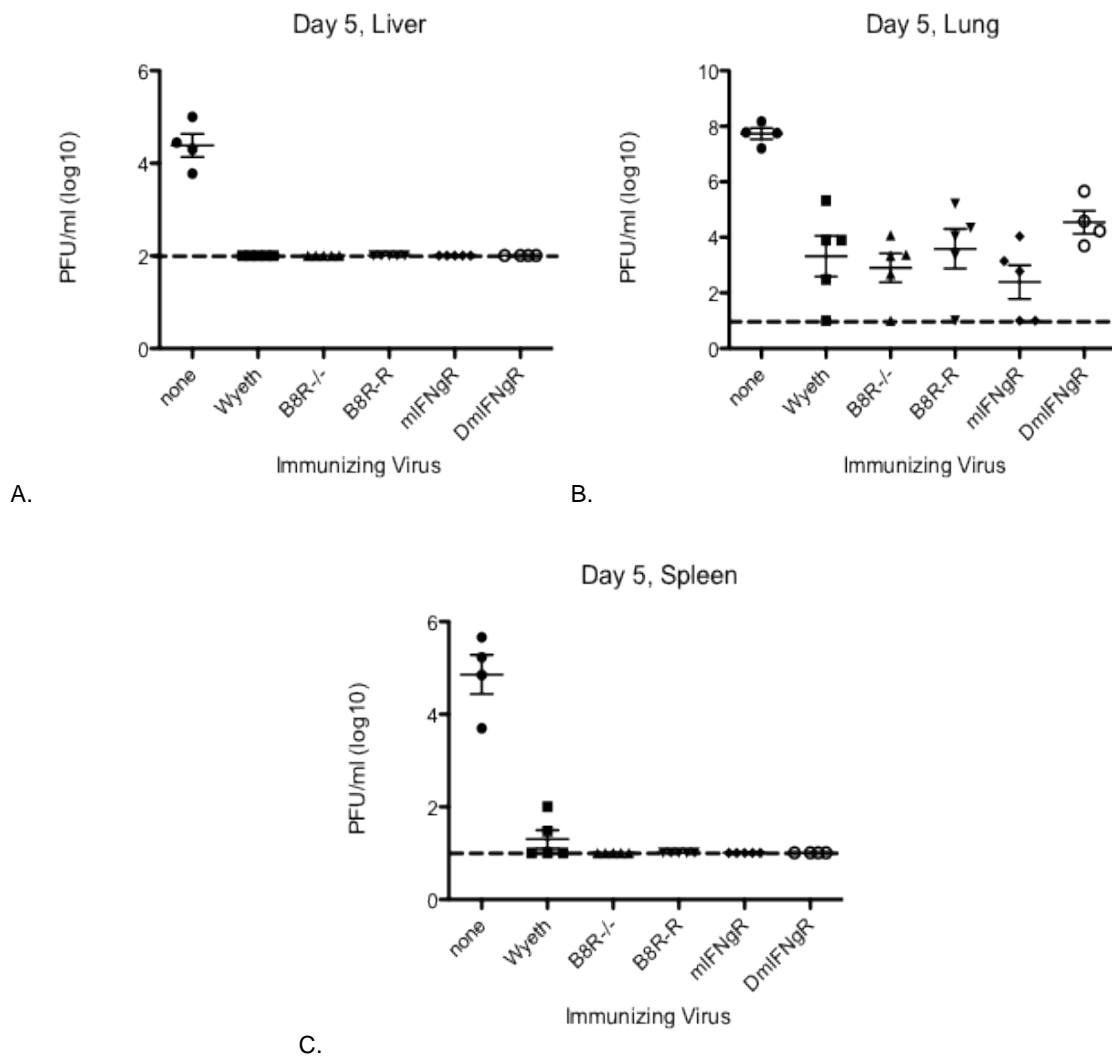 Day 5, Liver
PFU/ml (log10)
6
4
2
0
none
Wyeth
B8R-/-
B8R-R
mIFNgR
DmIFNgR
Immunizing Virus
A.
Day 5, Lung
PFU/ml (log10)
10
8
6
4
2
0
none
Wyeth
B8R-/-
B8R-R
mIFNgR
DmIFNgR
Immunizing Virus
B.
Day 5, Spleen
PFU/ml (log10)
6
4
2
0
none
Wyeth
B8R-/-
B8R-R
mIFNgR
DmIFNgR
Immunizing Virus
C.